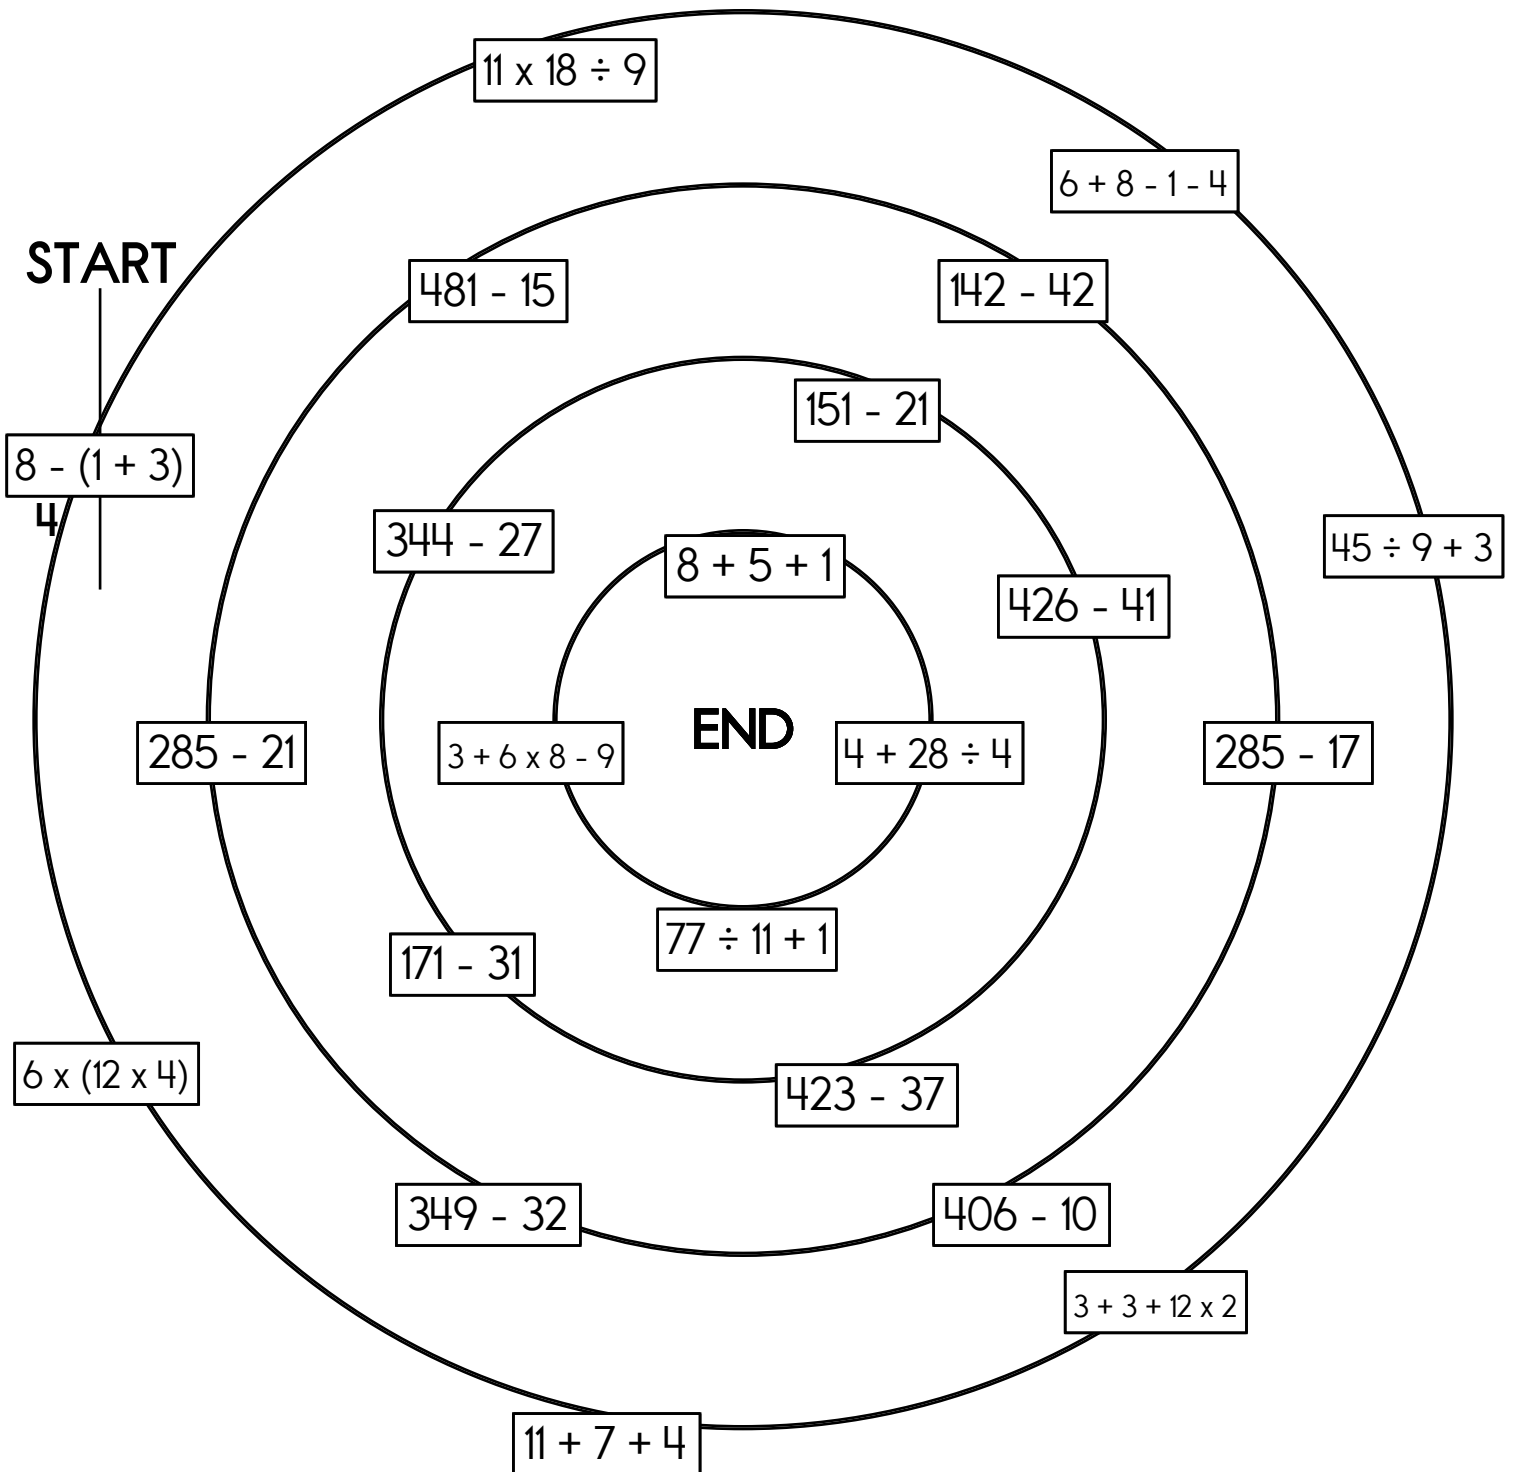 11 x 18 ÷ 9
6 + 8 - 1 - 4
START
481 - 15
142 - 42
151 - 21
8 - (1 + 3)
4
344 - 27
45 ÷ 9 + 3
8 + 5 + 1
426 - 41
END
285 - 21
3 + 6 x 8 - 9
4 + 28 ÷ 4
285 - 17
77 ÷ 11 + 1
171 - 31
6 x (12 x 4)
423 - 37
349 - 32
406 - 10
3 + 3 + 12 x 2
11 + 7 + 4